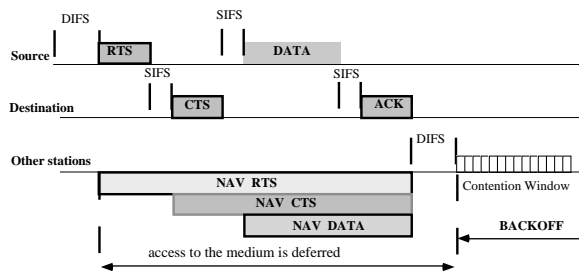 DIFS
SIFS
Source
RTS
DATA
SIFS
SIFS
Destination
CTS
ACK
DIFS
Other stations
NAV RTS
Contention Window
NAV CTS
NAV DATA
BACKOFF
access to the medium is deferred